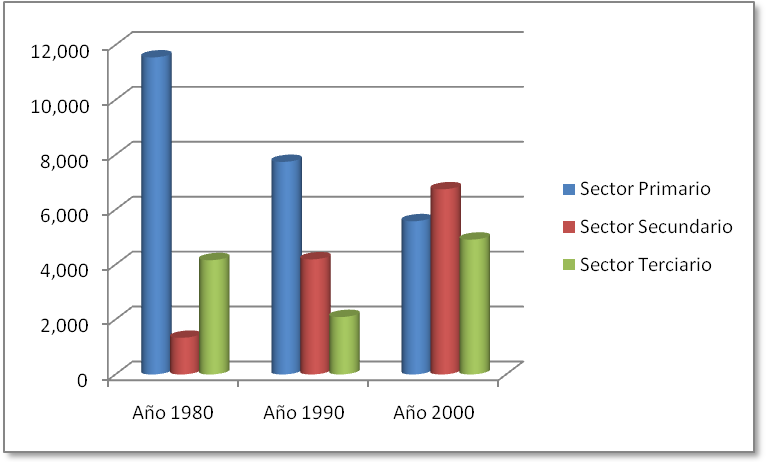 12,000
10,000
8,000
6,000
4,000
2,000
0
Año 1980
Año 1990
Año 2000
Sector Primario
Sector Secundario
Sector Terciario